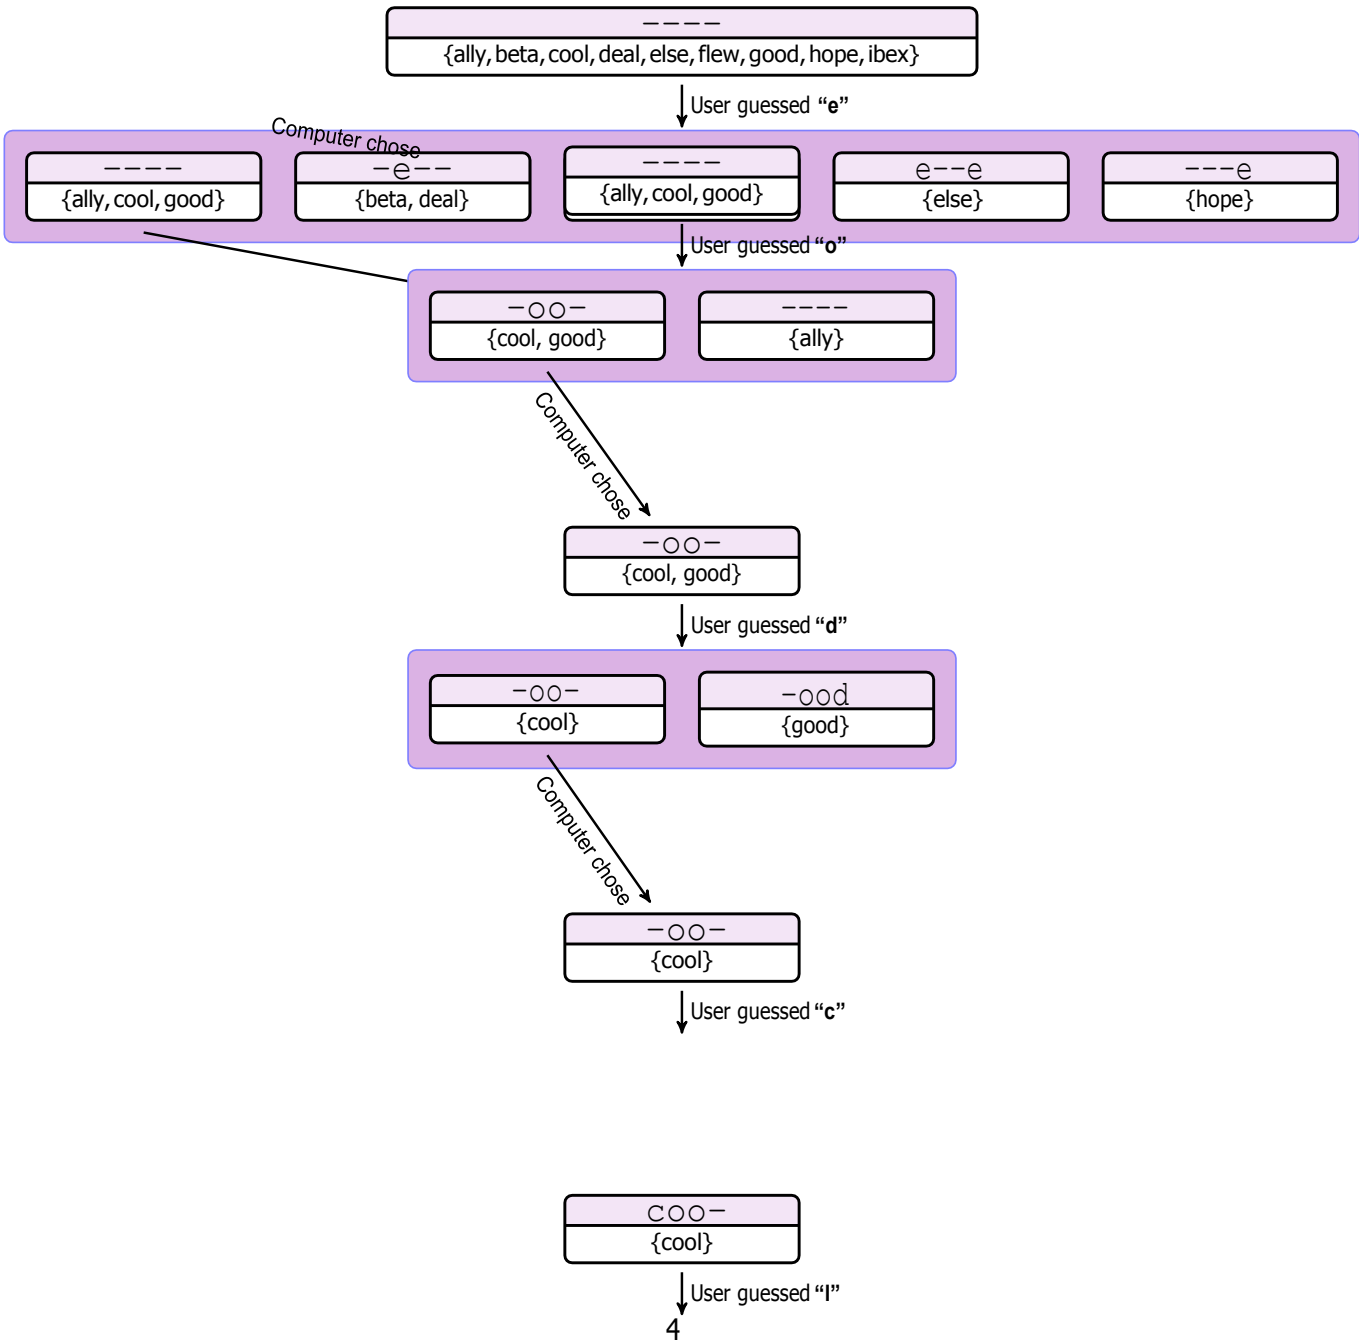 ----
{ally, beta, cool, deal, else, flew, good, hope, ibex}
User guessed “e”
Computer chose
---- -e-- ---- e--e ---e
{ally, cool, good} {beta, deal} {ally, cool, good} {else} {hope}
User guessed “o”
-oo- ----
{cool, good} {ally}
Computer chose
-oo-
{cool, good}
User guessed “d”
-oo- -ood
{cool} {good}
Computer chose
-oo-
{cool}
User guessed “c”
coo-
{cool}
User guessed “l”
4